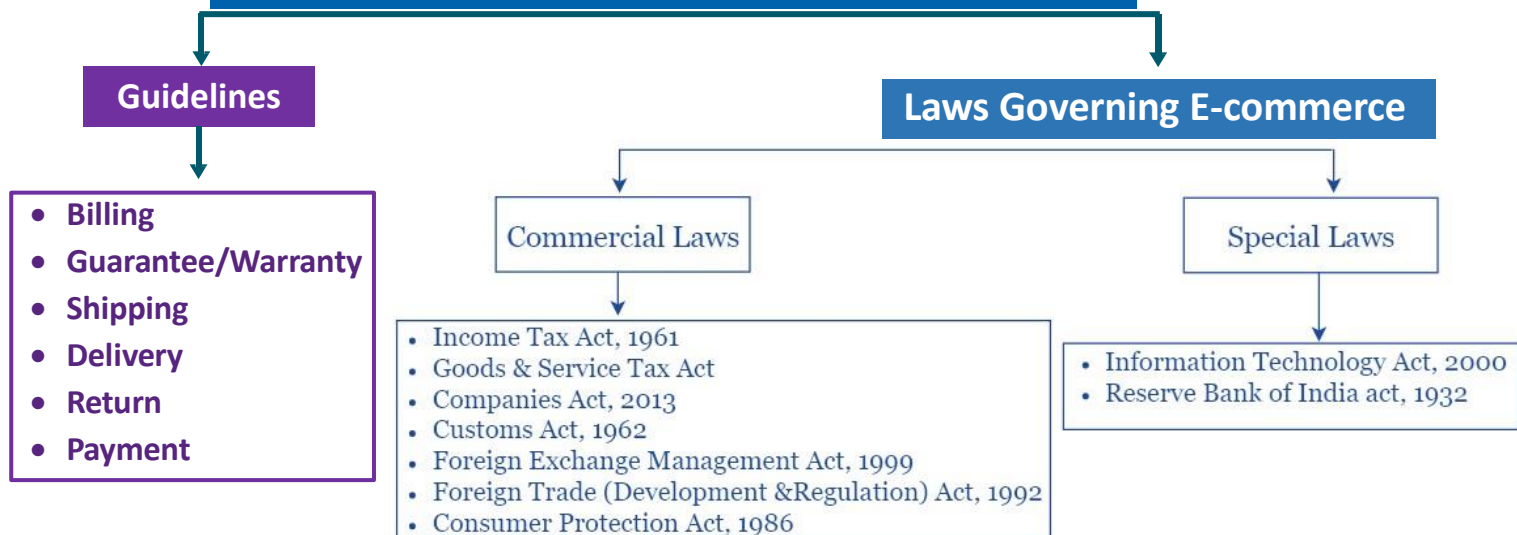 Guidelines
Laws Governing E-commerce
• Billing
• Guarantee/Warranty
• Shipping
• Delivery
• Return
• Payment
Commercial Laws
Special Laws
• Income Tax Act, 1961
• Goods & Service Tax Act
• Companies Act, 2013
• Customs Act, 1962
• Foreign Exchange Management Act, 1999
• Foreign Trade (Development &Regulation) Act, 1992
• Consumer Protection Act, 1986
• Information Technology Act, 2000
• Reserve Bank of India act, 1932